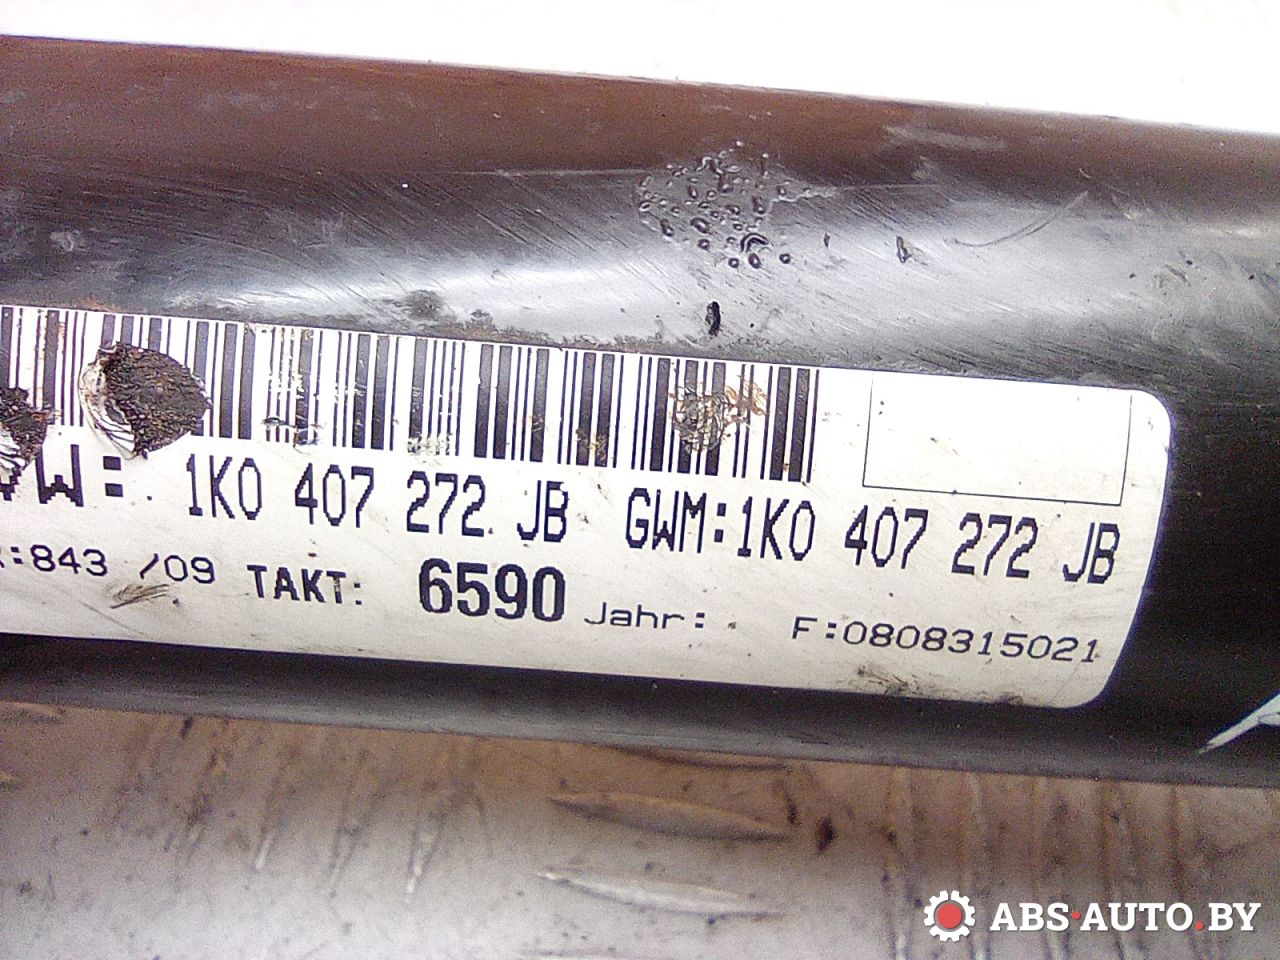 VW: 1K0 407 272 JB GWM:1K0 407 272 JB
:843 /09 TAKT: 6590 Jahr: F:0808315021
ABS·AUTO.BY